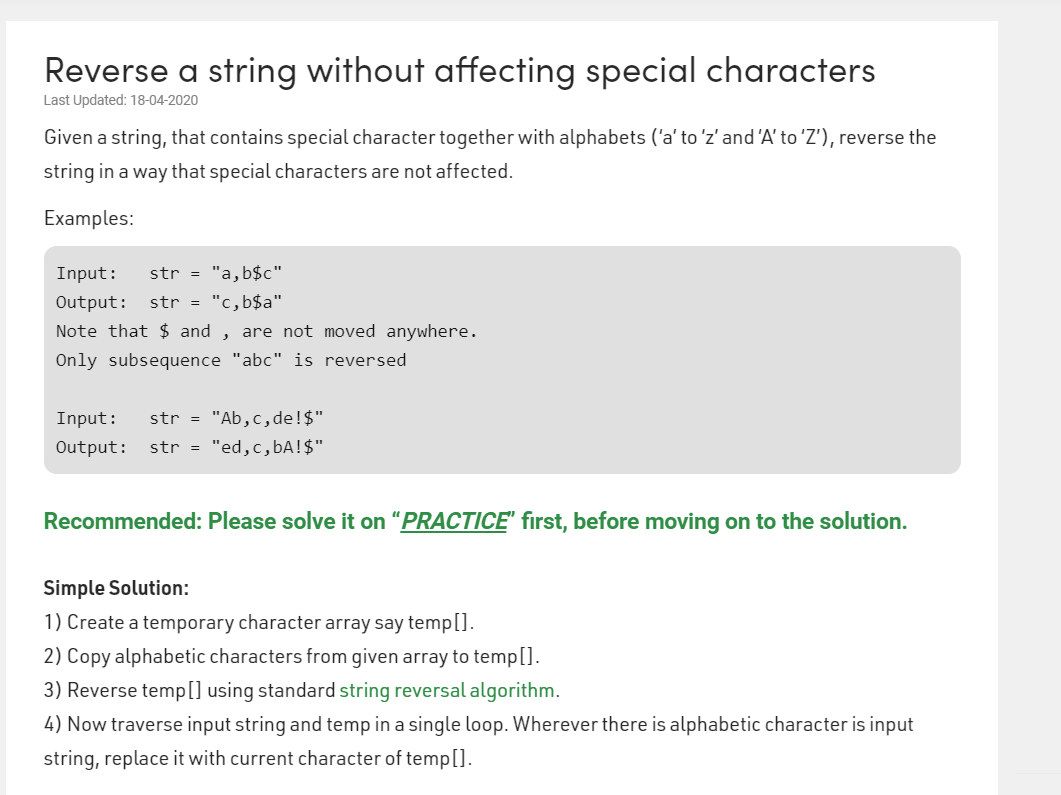 Reverse a string without affecting special characters
Last Updated: 18-04-2020
Given a string, that contains special character together with alphabets (‘a’ to ‘z’ and ‘A’ to ‘Z’), reverse the
string in a way that special characters are not affected.
Examples:
Input:   str = "a,b$c"
Output:  str = "c,b$a"
Note that $ and , are not moved anywhere.
Only subsequence "abc" is reversed
Input:   str = "Ab,c,de!$"
Output:  str = "ed,c,bA!$"
Recommended: Please solve it on “PRACTICE” first, before moving on to the solution.
Simple Solution:
1) Create a temporary character array say temp[].
2) Copy alphabetic characters from given array to temp[].
3) Reverse temp[] using standard string reversal algorithm.
4) Now traverse input string and temp in a single loop. Wherever there is alphabetic character is input
string, replace it with current character of temp[].